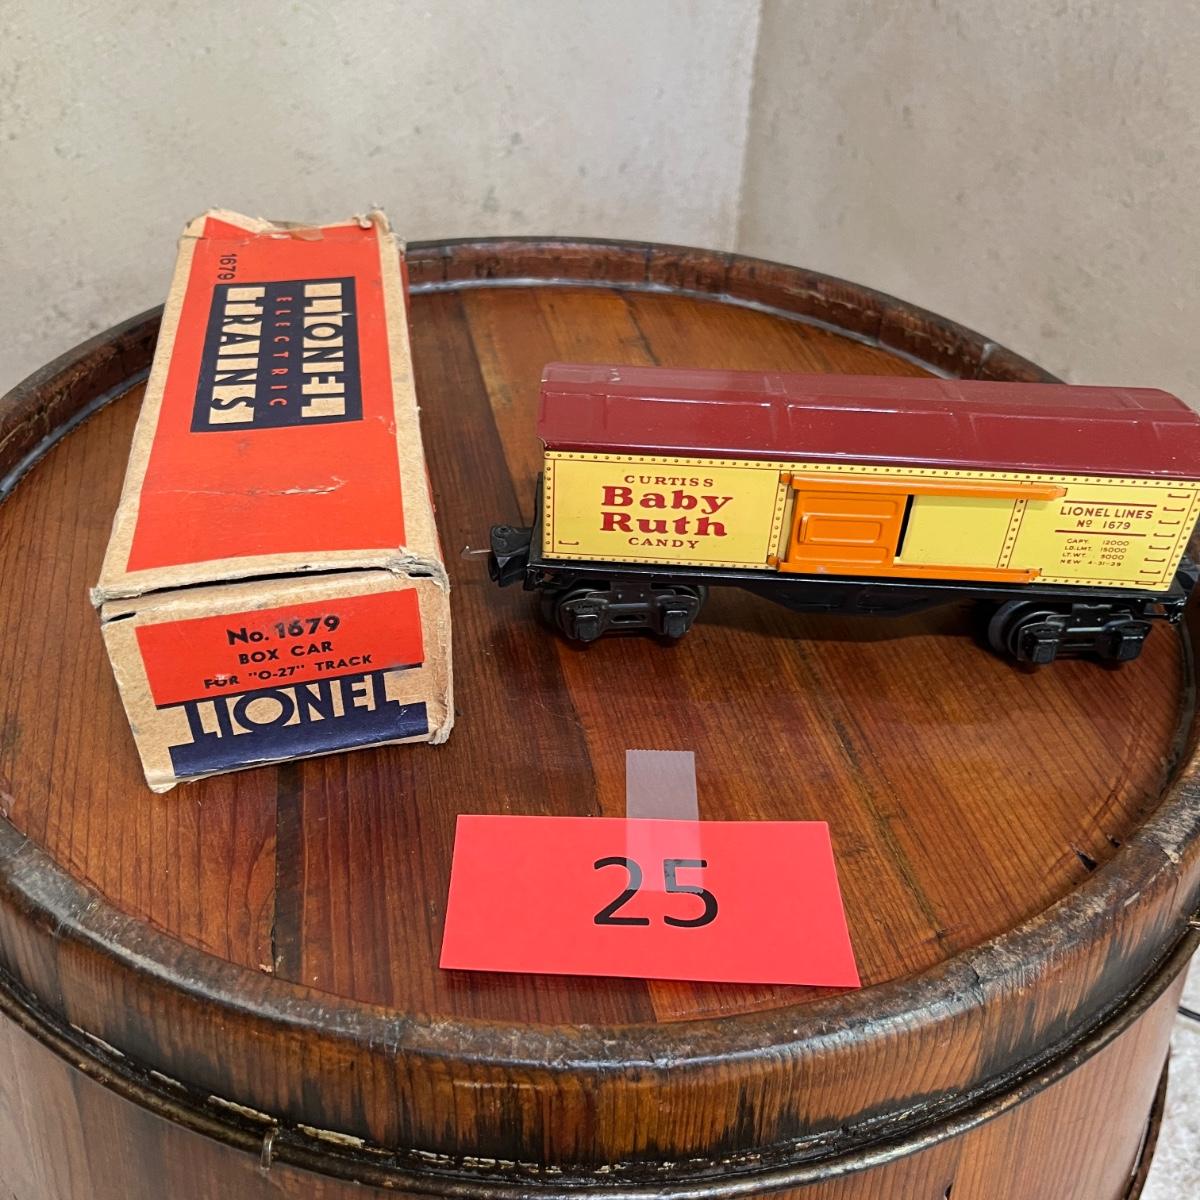 1679
LIONEL
ELECTRIC
TRAINS
No. 1679
BOX CAR
FOR "O-27" TRACK
LIONEL
CURTISS
Baby
Ruth
CANDY
LIONEL LINES
No 1679
CAPY. 12000
LD.LMT. 15000
LT.WT. 9000
NEW 4-31-39
25